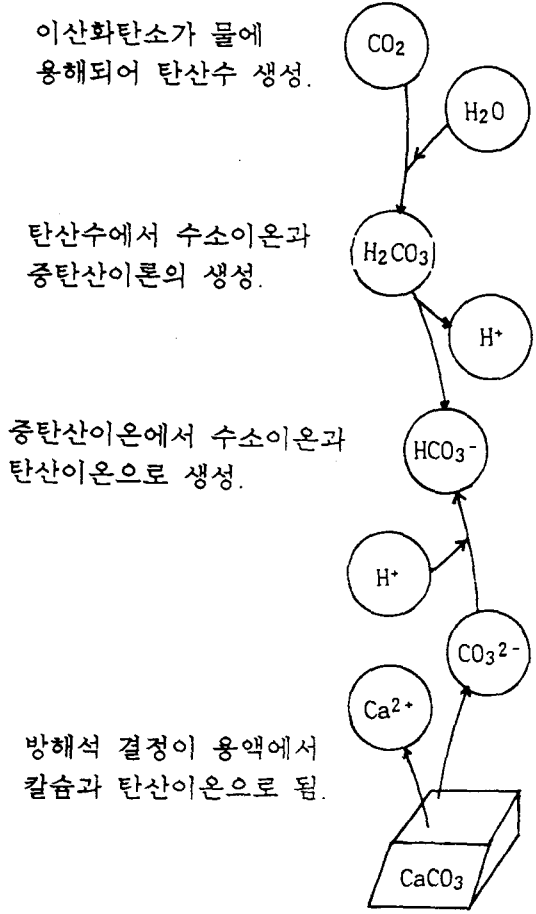 이산화탄소가 물에
용해되어 탄산수 생성.
CO₂
H₂O
탄산수에서 수소이온과
중탄산이론의 생성.
H₂CO₃
H⁺
중탄산이온에서 수소이온과
탄산이온으로 생성.
HCO₃⁻
H⁺
CO₃²⁻
Ca²⁺
방해석 결정이 용액에서
칼슘과 탄산이온으로 됨.
CaCO₃